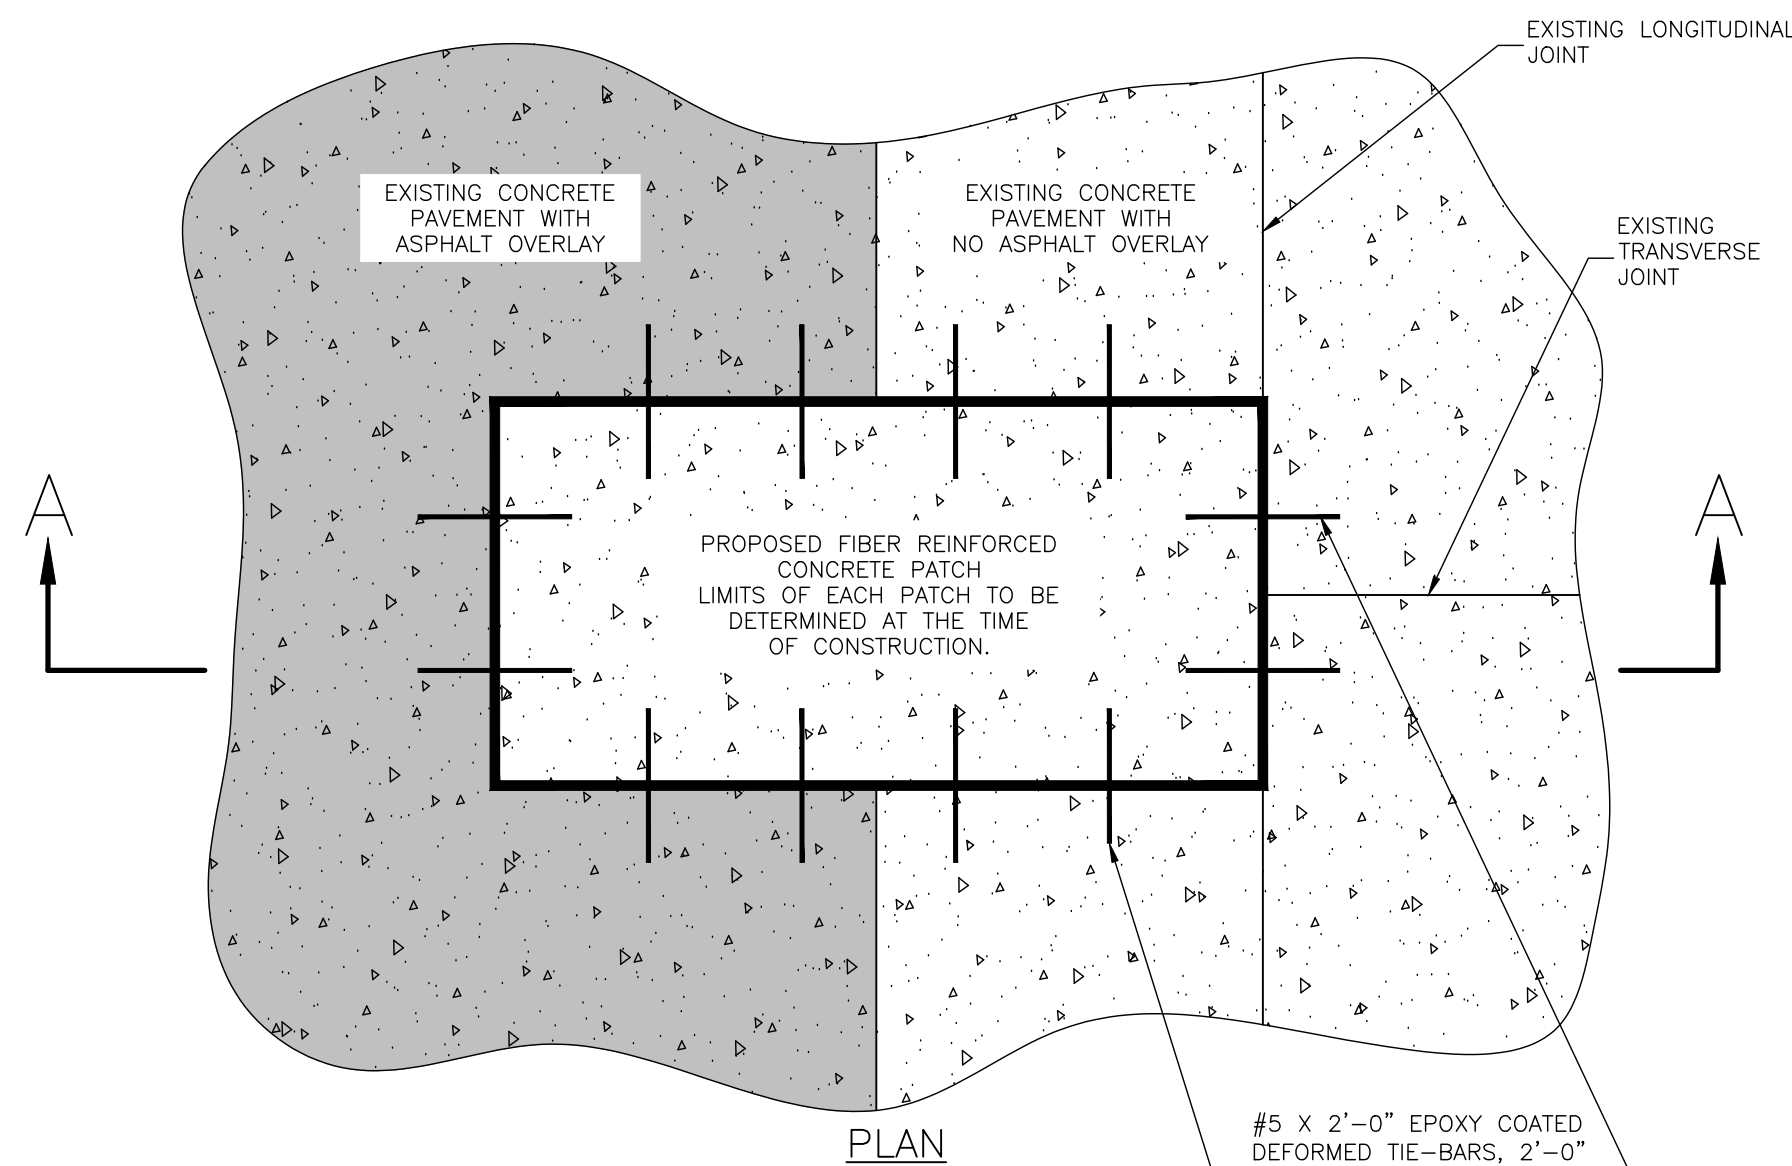 EXISTING LONGITUDINAL
JOINT
EXISTING CONCRETE
PAVEMENT WITH
ASPHALT OVERLAY
EXISTING CONCRETE
PAVEMENT WITH
NO ASPHALT OVERLAY
EXISTING
TRANSVERSE
JOINT
A
A
PROPOSED FIBER REINFORCED
CONCRETE PATCH
LIMITS OF EACH PATCH TO BE
DETERMINED AT THE TIME
OF CONSTRUCTION.
#5 X 2'-0" EPOXY COATED
DEFORMED TIE-BARS, 2'-0"
PLAN